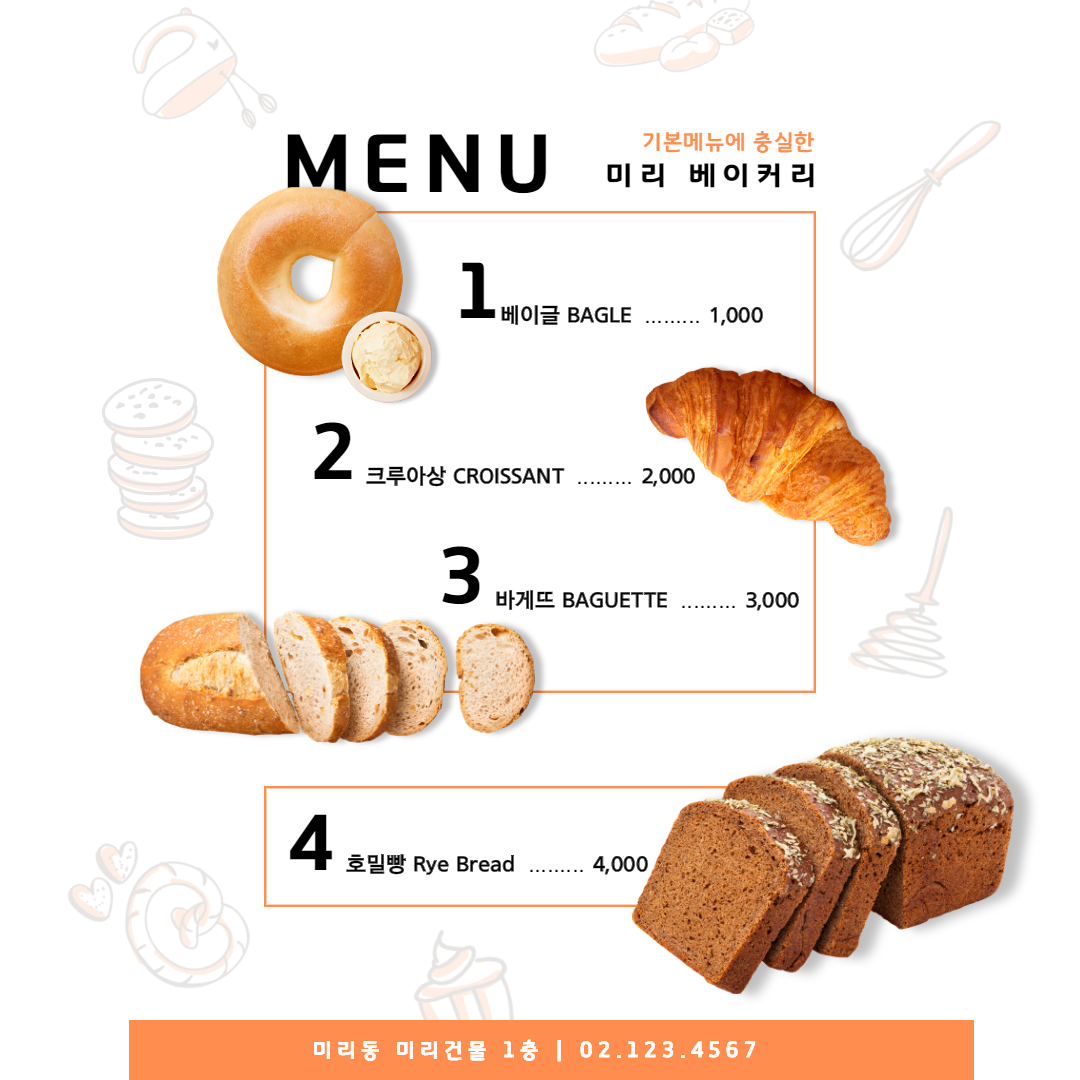 MENU
기본메뉴에 충실한
미리 베이커리
1 베이글 BAGLE ......... 1,000
2 크루아상 CROISSANT ......... 2,000
3 바게뜨 BAGUETTE ......... 3,000
4 호밀빵 Rye Bread ......... 4,000
미리동 미리건물 1층 | 02.123.4567